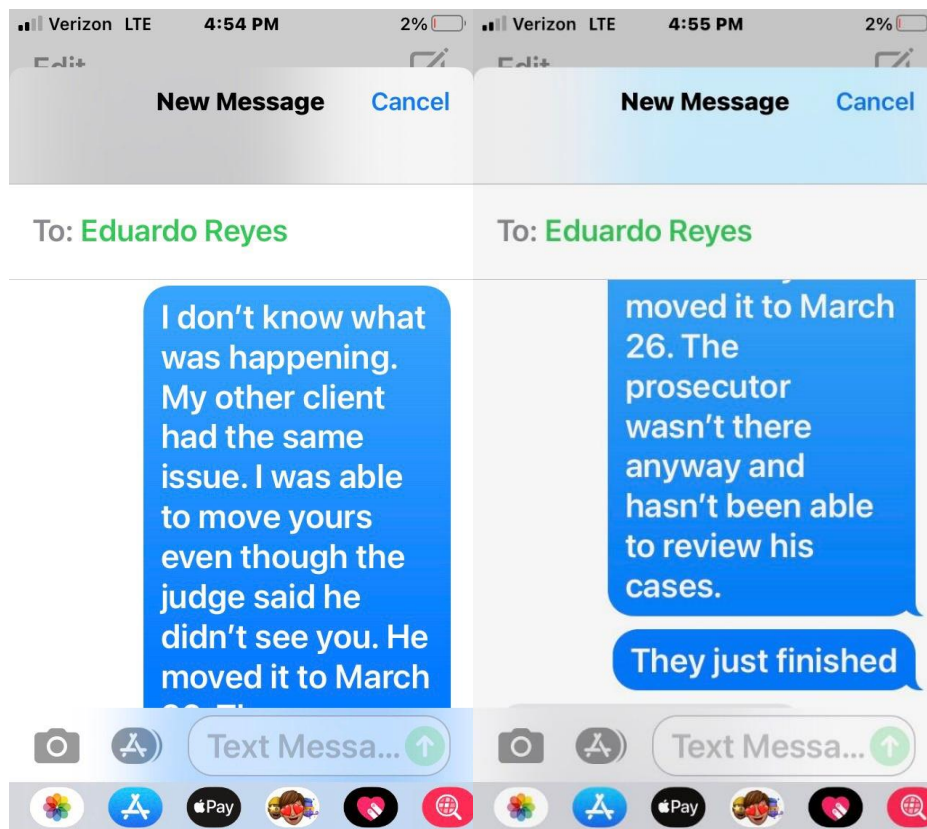 Verizon LTE 4:54 PM 2%
Edit
New Message Cancel
To: Eduardo Reyes
I don’t know what
was happening.
My other client
had the same
issue. I was able
to move yours
even though the
judge said he
didn’t see you. He
moved it to March
Text Messa...
Pay
Verizon LTE 4:55 PM 2%
Edit
New Message Cancel
To: Eduardo Reyes
moved it to March
26. The
prosecutor
wasn’t there
anyway and
hasn’t been able
to review his
cases.
They just finished
Text Messa...
Pay